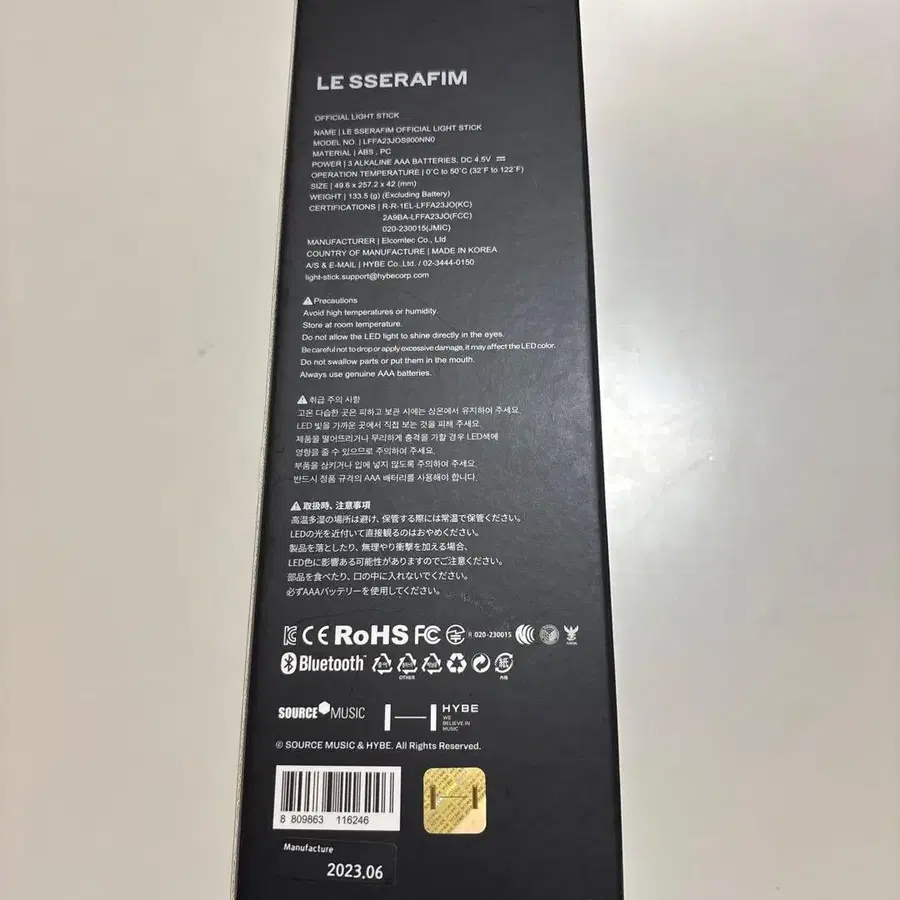 LE SSERAFIM
OFFICIAL LIGHT STICK
NAME | LE SSERAFIM OFFICIAL LIGHT STICK
MODEL NO. | LFFA23JOS900NN0
MATERIAL | ABS , PC
POWER | 3 ALKALINE AAA BATTERIES, DC 4.5V ⎓
OPERATION TEMPERATURE | 0˚C to 50˚C (32˚F to 122˚F)
SIZE | 49.6 x 257.2 x 42 (mm)
WEIGHT | 133.5 (g) (Excluding Battery)
CERTIFICATIONS | R-R-1EL-LFFA23JO(KC)
2A9BA-LFFA23JO(FCC)
020-230015(JMIC)
MANUFACTURER | Elcomtec Co., Ltd
COUNTRY OF MANUFACTURE | MADE IN KOREA
A/S & E-MAIL | HYBE Co.,Ltd. / 02-3444-0150
light-stick.support@hybecorp.com
⚠ Precautions
Avoid high temperatures or humidity.
Store at room temperature.
Do not allow the LED light to shine directly in the eyes.
Be careful not to drop or apply excessive damage, it may affect the LED color.
Do not swallow parts or put them in the mouth.
Always use genuine AAA batteries.
⚠ 취급 주의 사항
고온 다습한 곳은 피하고 보관 시에는 상온에서 유지하여 주세요.
LED 빛을 가까운 곳에서 직접 보는 것을 피해 주세요.
제품을 떨어뜨리거나 무리하게 충격을 가할 경우 LED색에
영향을 줄 수 있으므로 주의하여 주세요.
부품을 삼키거나 입에 넣지 않도록 주의하여 주세요.
반드시 정품 규격의 AAA 배터리를 사용해야 합니다.
⚠ 取扱時、注意事項
高温多湿の場所は避け、保管する際には常温で保管ください。
LEDの光を近付いて直接観るのはおやめください。
製品を落としたり、無理やり衝撃を加える場合、
LED色に影響ある可能性がありますのでご注意ください。
部品を食べたり、口の中に入れないでください。
必ずAAAバッテリーを使用してください。
CE RoHS FC R 020-230015
Bluetooth™
OTHER
紙
SOURCE MUSIC
HYBE
WE
BELIEVE IN
MUSIC
© SOURCE MUSIC & HYBE. All Rights Reserved.
8 809863 116246
Manufacture
2023.06